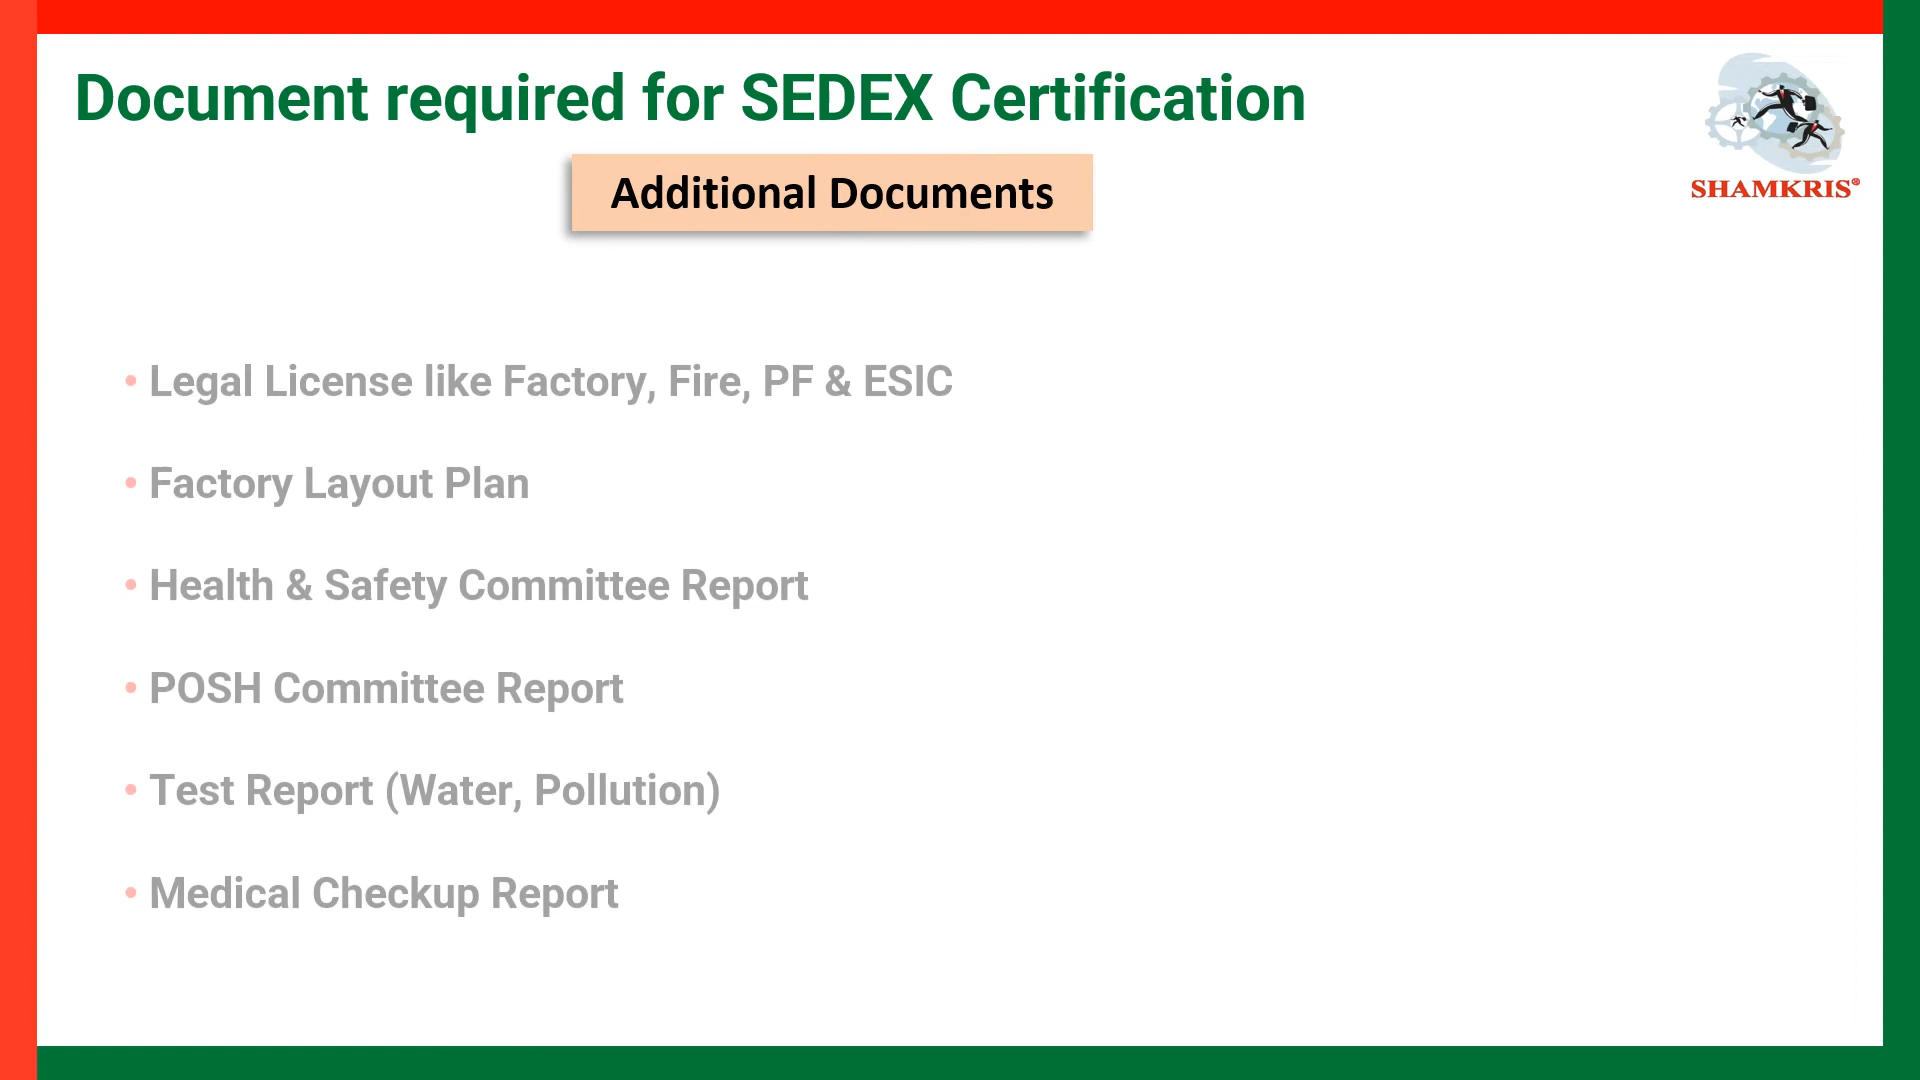 Document required for SEDEX Certification
Additional Documents
SHAMKRIS®
• Legal License like Factory, Fire, PF & ESIC
• Factory Layout Plan
• Health & Safety Committee Report
• POSH Committee Report
• Test Report (Water, Pollution)
• Medical Checkup Report